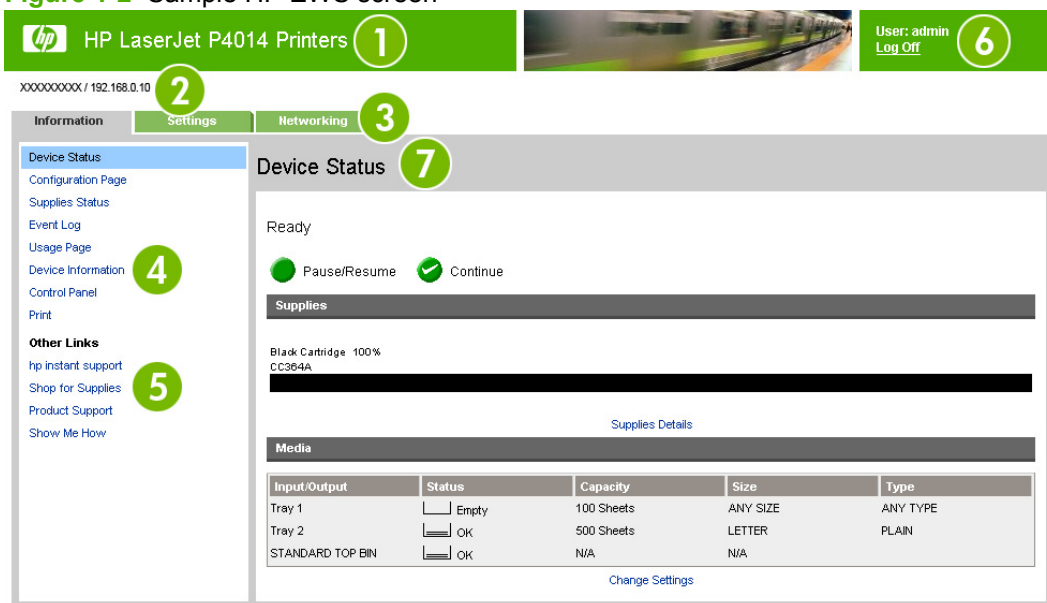 Figure 1-2 Sample HP EWS screen
hp HP LaserJet P4014 Printers 1
User: admin
Log Off
6
XXXXXXXXX / 192.168.0.10 2
Information Settings Networking 3
Device Status
Configuration Page
Supplies Status
Event Log
Usage Page
Device Information
Control Panel
Print
4
Other Links
hp instant support
Shop for Supplies
Product Support
Show Me How
5
Device Status 7
Ready
Pause/Resume Continue
Supplies
Black Cartridge 100%
CC364A
Supplies Details
Media
Input/Output Status Capacity Size Type
Tray 1 Empty 100 Sheets ANY SIZE ANY TYPE
Tray 2 OK 500 Sheets LETTER PLAIN
STANDARD TOP BIN OK N/A N/A
Change Settings